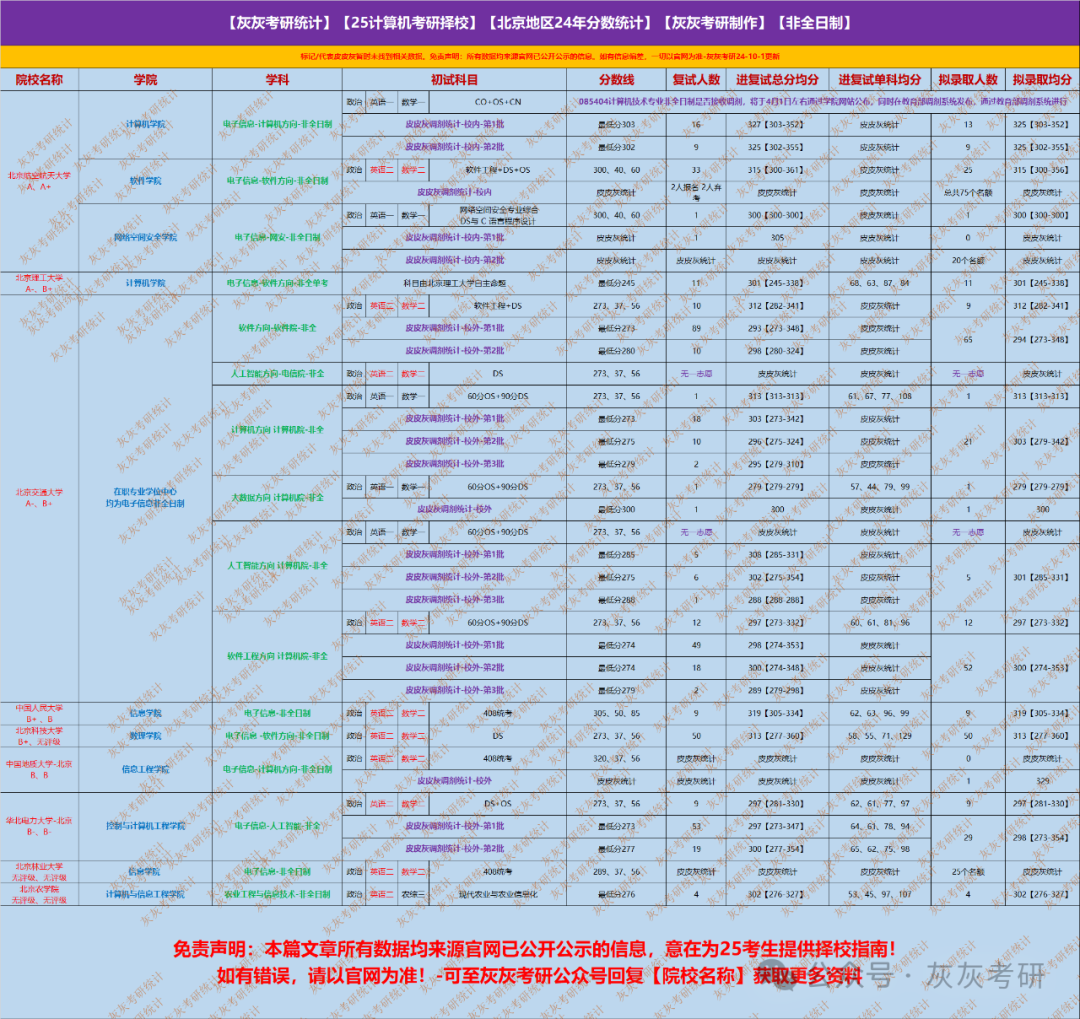 【灰灰考研统计】【25计算机考研择校】【北京地区24年分数统计】【灰灰考研制作】【非全日制】
标记/代表皮皮灰暂时未找到相关数据。免责声明：所有数据均来源官网已公开公示的信息，如有信息偏差，一切以官网为准-灰灰考研24-10-1更新
院校名称 学院 学科 初试科目 分数线 复试人数 进复试总分均分 进复试单科均分 拟录取人数 拟录取均分
北京航空航天大学 A、A+
计算机学院 电子信息-计算机方向-非全日制 政治 英语一 数学一 CO+OS+CN 085404计算机技术专业非全日制是否接收调剂，将于4月1日左右通过学院网站公布，同时在教育部调剂系统发布，通过教育部调剂系统进行
皮皮灰调剂统计-校内-第1批 最低分303 16 327【303-352】 皮皮灰统计 13 325【303-352】
皮皮灰调剂统计-校内-第2批 最低分302 9 325【302-355】 皮皮灰统计 9 325【302-355】
软件学院 电子信息-软件方向-非全日制 政治 英语二 数学二 软件工程+DS+OS 300、40、60 33 315【300-361】 皮皮灰统计 25 315【300-356】
皮皮灰调剂统计-校内 皮皮灰统计 2人报名 2人弃考 皮皮灰统计 皮皮灰统计 总共75个名额 皮皮灰统计
网络空间安全学院 电子信息-网安-非全日制 政治 英语一 数学一 网络空间安全专业综合 DS与 C 语言程序设计 300、40、60 1 300【300-300】 皮皮灰统计 1 300【300-300】
皮皮灰调剂统计-校内-第1批 皮皮灰统计 1 305 皮皮灰统计 0 皮皮灰统计
皮皮灰调剂统计-校内-第2批 皮皮灰统计 皮皮灰统计 皮皮灰统计 皮皮灰统计 20个名额 皮皮灰统计
北京理工大学 A-、B+ 计算机学院 电子信息-软件方向-非全单考 科目由北京理工大学自主命题 最低分245 11 301【245-338】 68、63、87、84 11 301【245-338】
北京交通大学 A-、B+
在职专业学位中心 均为电子信息非全日制
软件方向-软件院-非全 政治 英语二 数学二 软件工程+DS 273、37、56 10 312【282-341】 皮皮灰统计 9 312【282-341】
皮皮灰调剂统计-校外-第1批 最低分273 89 293【273-348】 皮皮灰统计 65 294【273-348】
皮皮灰调剂统计-校外-第2批 最低分280 10 298【280-324】 皮皮灰统计
人工智能方向-电信院-非全 政治 英语二 数学二 DS 273、37、56 无一志愿 皮皮灰统计 皮皮灰统计 无一志愿 皮皮灰统计
计算机方向 计算机院-非全 政治 英语一 数学一 60分OS+90分DS 273、37、56 1 313【313-313】 61、67、77、108 1 313【313-313】
皮皮灰调剂统计-校外-第1批 最低分273 18 303【273-342】 皮皮灰统计 21 303【279-342】
皮皮灰调剂统计-校外-第2批 最低分275 10 296【275-324】 皮皮灰统计
皮皮灰调剂统计-校外-第3批 最低分279 2 295【279-310】 皮皮灰统计
大数据方向 计算机院-非全 政治 英语一 数学一 60分OS+90分DS 273、37、56 1 279【279-279】 57、44、79、99 1 279【279-279】
皮皮灰调剂统计-校外 最低分300 1 300 皮皮灰统计 1 300
人工智能方向 计算机院-非全 政治 英语一 数学一 60分OS+90分DS 273、37、56 无一志愿 皮皮灰统计 皮皮灰统计 无一志愿 皮皮灰统计
皮皮灰调剂统计-校外-第1批 最低分285 5 308【285-331】 皮皮灰统计 5 301【285-331】
皮皮灰调剂统计-校外-第2批 最低分275 6 302【275-354】 皮皮灰统计
皮皮灰调剂统计-校外-第3批 最低分288 1 288【288-288】 皮皮灰统计
软件工程方向 计算机院-非全 政治 英语二 数学二 60分OS+90分DS 273、37、56 12 297【273-332】 60、61、81、96 12 297【273-332】
皮皮灰调剂统计-校外-第1批 最低分274 49 298【274-353】 皮皮灰统计 52 300【274-353】
皮皮灰调剂统计-校外-第2批 最低分274 18 300【274-348】 皮皮灰统计
皮皮灰调剂统计-校外-第3批 最低分279 2 289【279-298】 皮皮灰统计
中国人民大学 B+ 、B 信息学院 电子信息-非全日制 政治 英语二 数学二 408统考 305、50、85 9 319【305-334】 62、63、96、99 9 319【305-334】
北京科技大学 B+、无评级 数理学院 电子信息 -软件方向-非全日制 政治 英语二 数学二 DS 273、37、56 50 313【277-360】 58、55、71、129 50 313【277-360】
中国地质大学-北京 B、B 信息工程学院 电子信息-计算机方向-非全日制 政治 英语二 数学二 408统考 320、37、56 皮皮灰统计 皮皮灰统计 皮皮灰统计 0 皮皮灰统计
皮皮灰调剂统计-校外 皮皮灰统计 皮皮灰统计 皮皮灰统计 皮皮灰统计 1 329
华北电力大学-北京 B-、B- 控制与计算机工程学院 电子信息-人工智能-非全 政治 英语二 数学二 DS+OS 273、37、56 9 297【281-330】 62、61、77、97 9 297【281-330】
皮皮灰调剂统计-校外-第1批 最低分273 53 297【273-347】 64、63、78、94 29 298【273-354】
皮皮灰调剂统计-校外-第2批 最低分277 19 300【277-354】 65、62、75、98
北京林业大学 无评级、无评级 信息学院 电子信息-非全日制 政治 英语二 数学二 408统考 289、37、56 皮皮灰统计 皮皮灰统计 皮皮灰统计 25个名额 皮皮灰统计
北京农学院 无评级、无评级 计算机与信息工程学院 农业工程与信息技术-非全日制 政治 英语二 农综三 现代农业与农业信息化 最低分276 4 302【276-327】 53、45、97、107 4 302【276-327】
免责声明：本篇文章所有数据均来源官网已公开公示的信息，意在为25考生提供择校指南！
如有错误，请以官网为准！-可至灰灰考研公众号回复【院校名称】获取更多资料
公众号 · 灰灰考研